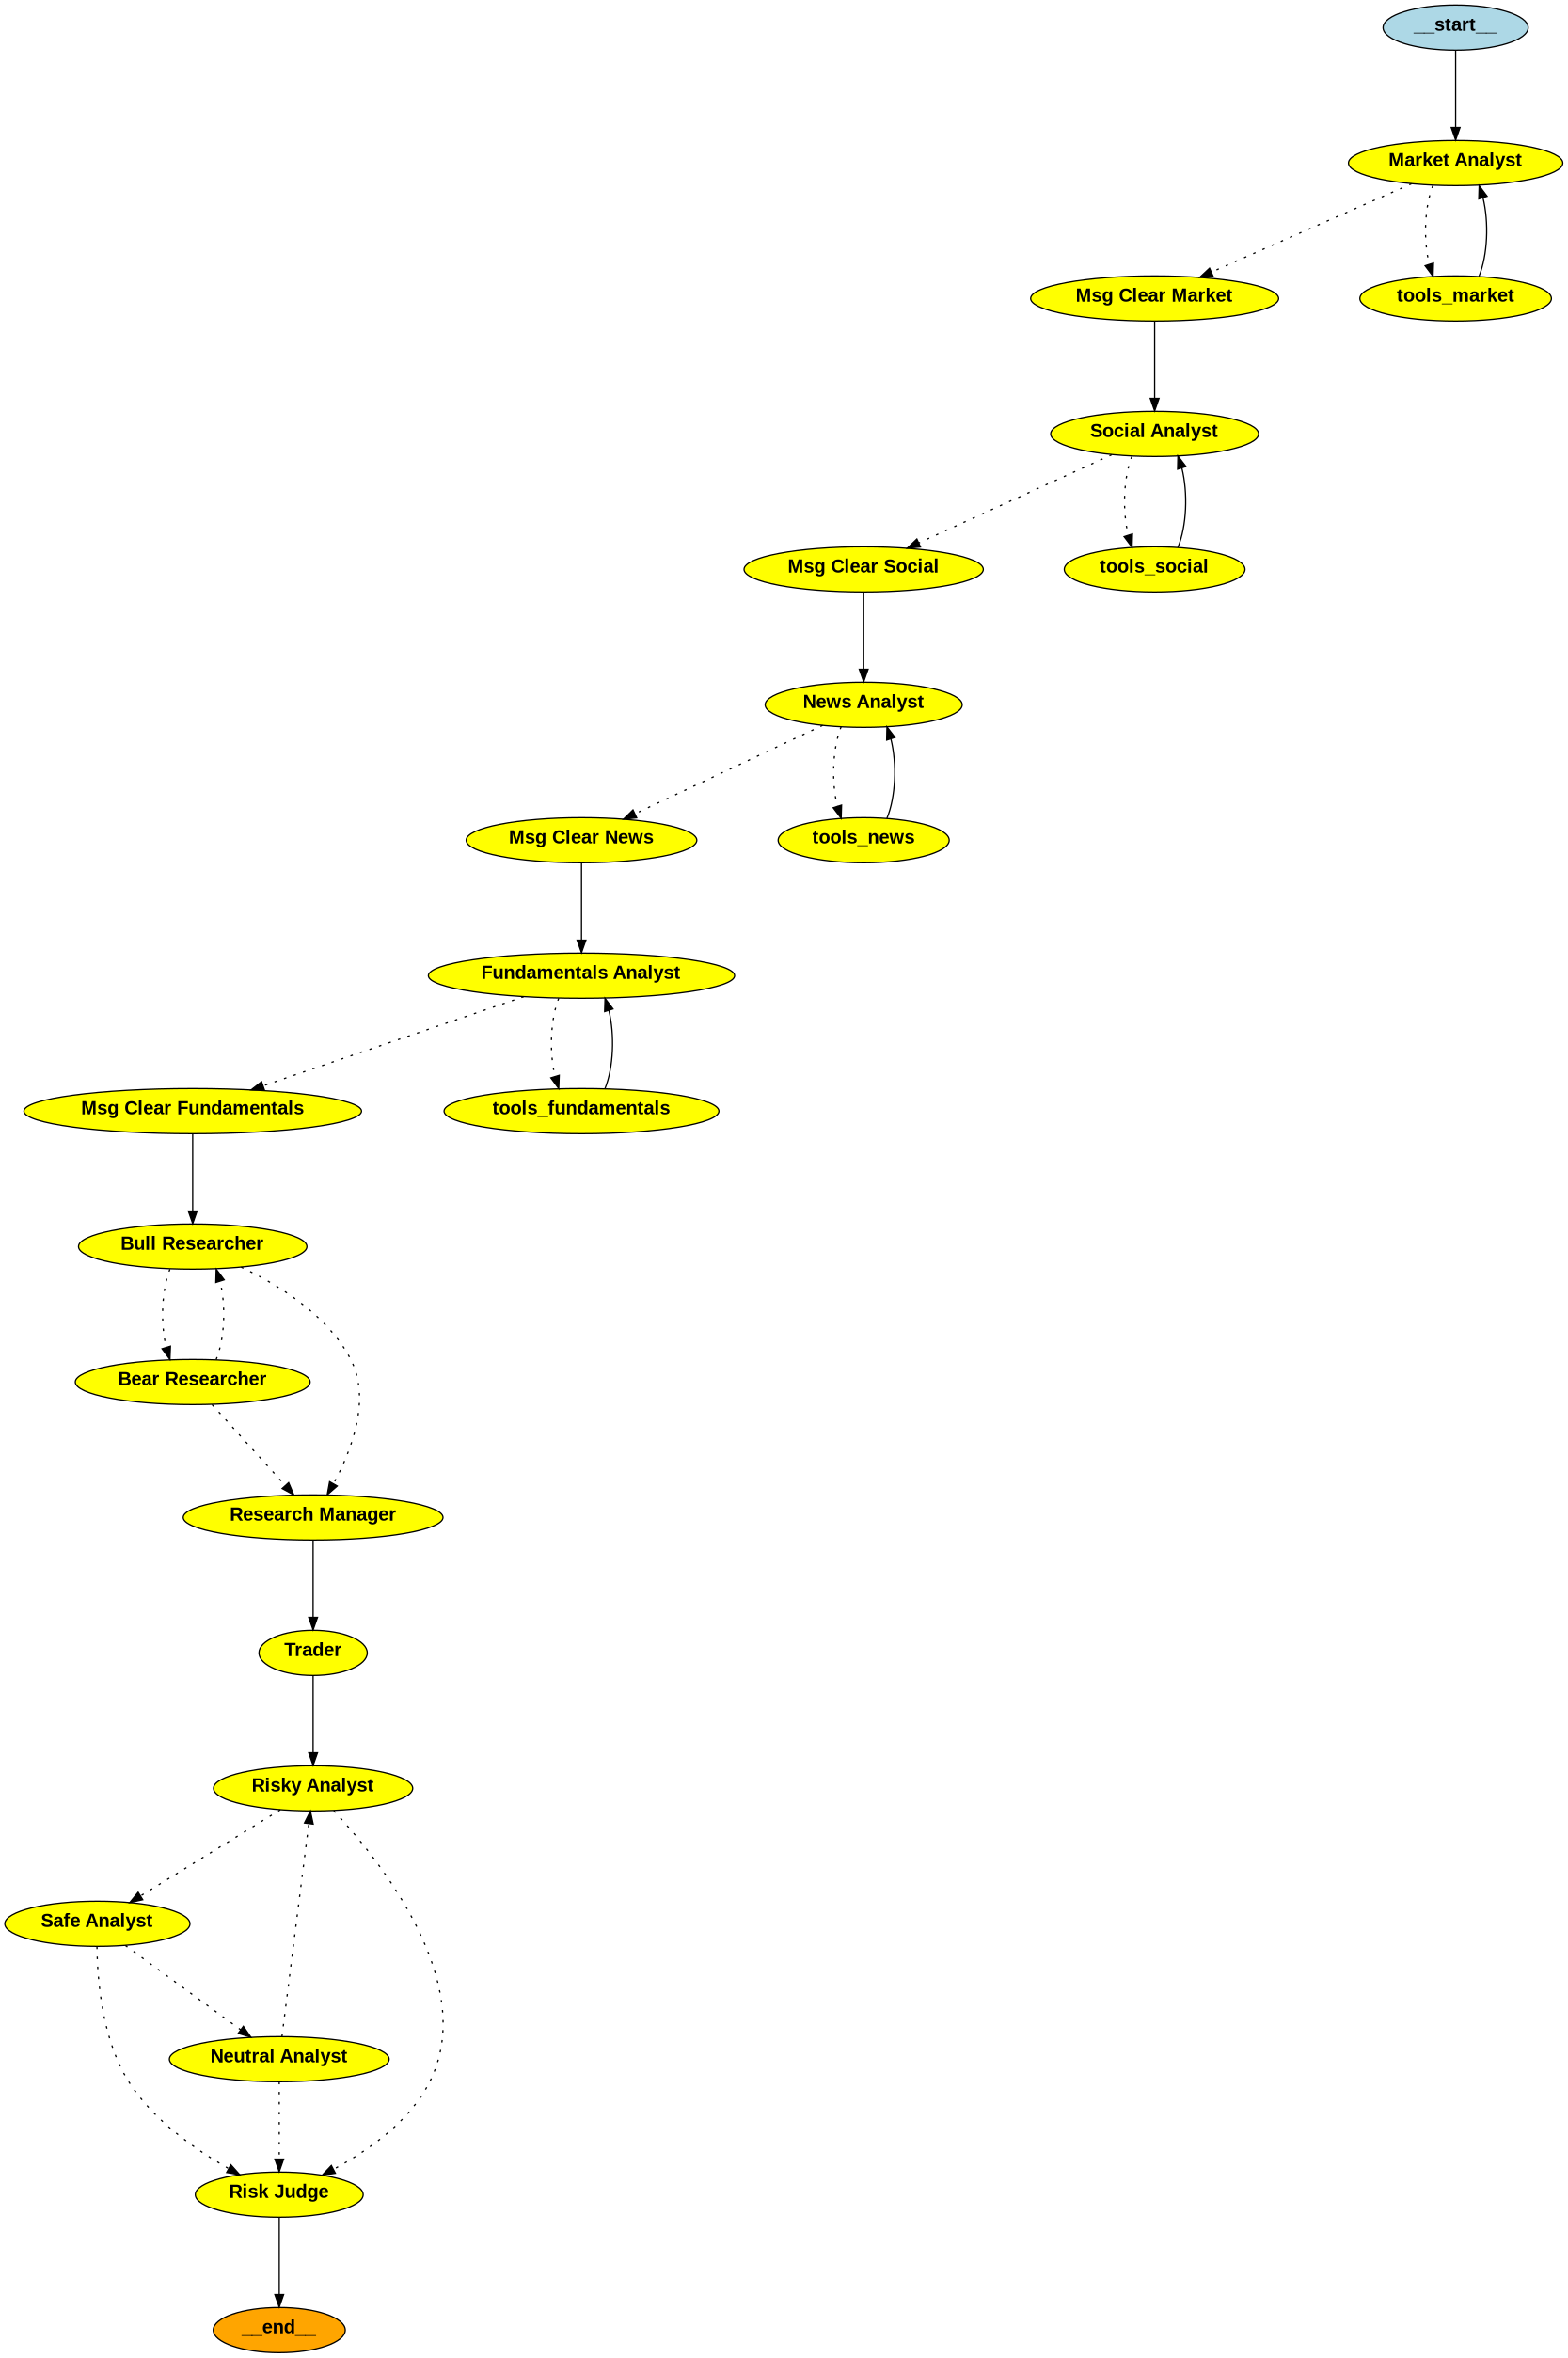 __start__
Market Analyst
Msg Clear Market
tools_market
Social Analyst
Msg Clear Social
tools_social
News Analyst
Msg Clear News
tools_news
Fundamentals Analyst
Msg Clear Fundamentals
tools_fundamentals
Bull Researcher
Bear Researcher
Research Manager
Trader
Risky Analyst
Safe Analyst
Neutral Analyst
Risk Judge
__end__